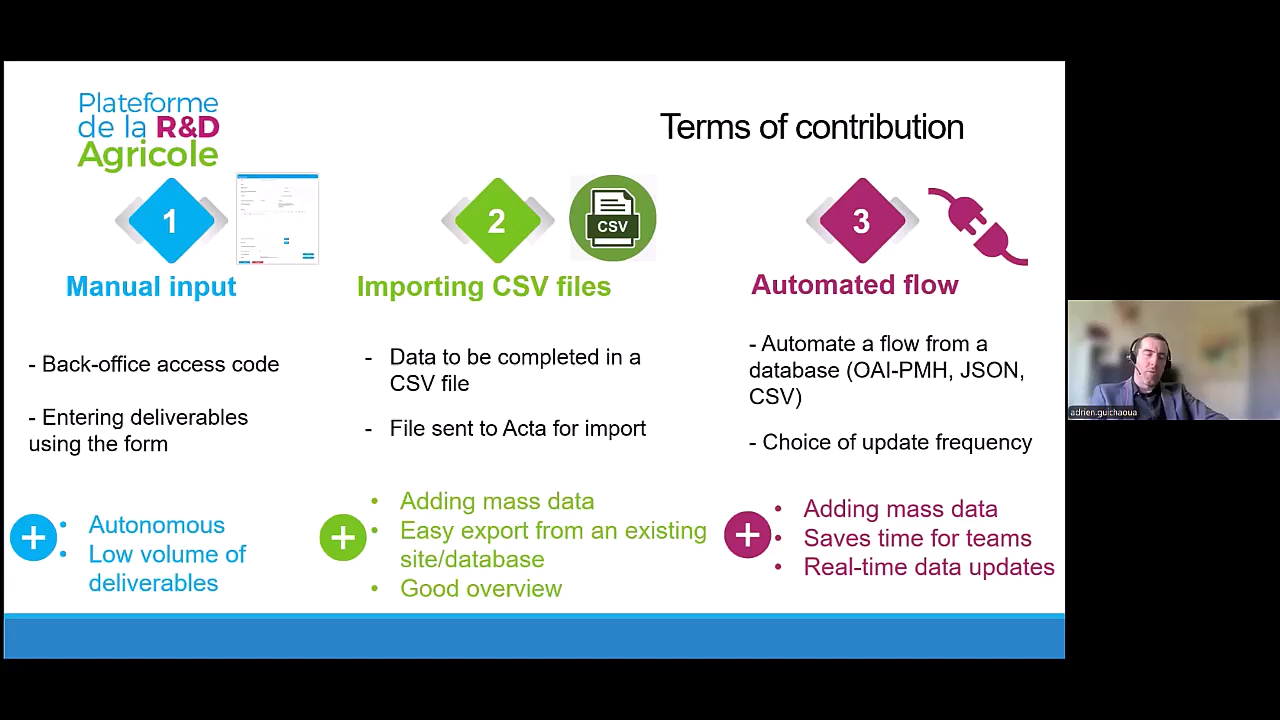 Plateforme
de la R&D
Agricole
Terms of contribution
1
Manual input
- Back-office access code
- Entering deliverables
using the form
+
• Autonomous
• Low volume of
deliverables
2
CSV
Importing CSV files
- Data to be completed in a
CSV file
- File sent to Acta for import
+
• Adding mass data
• Easy export from an existing
site/database
• Good overview
3
Automated flow
- Automate a flow from a
database (OAI-PMH, JSON,
CSV)
- Choice of update frequency
+
• Adding mass data
• Saves time for teams
• Real-time data updates
adrien.guichaoua